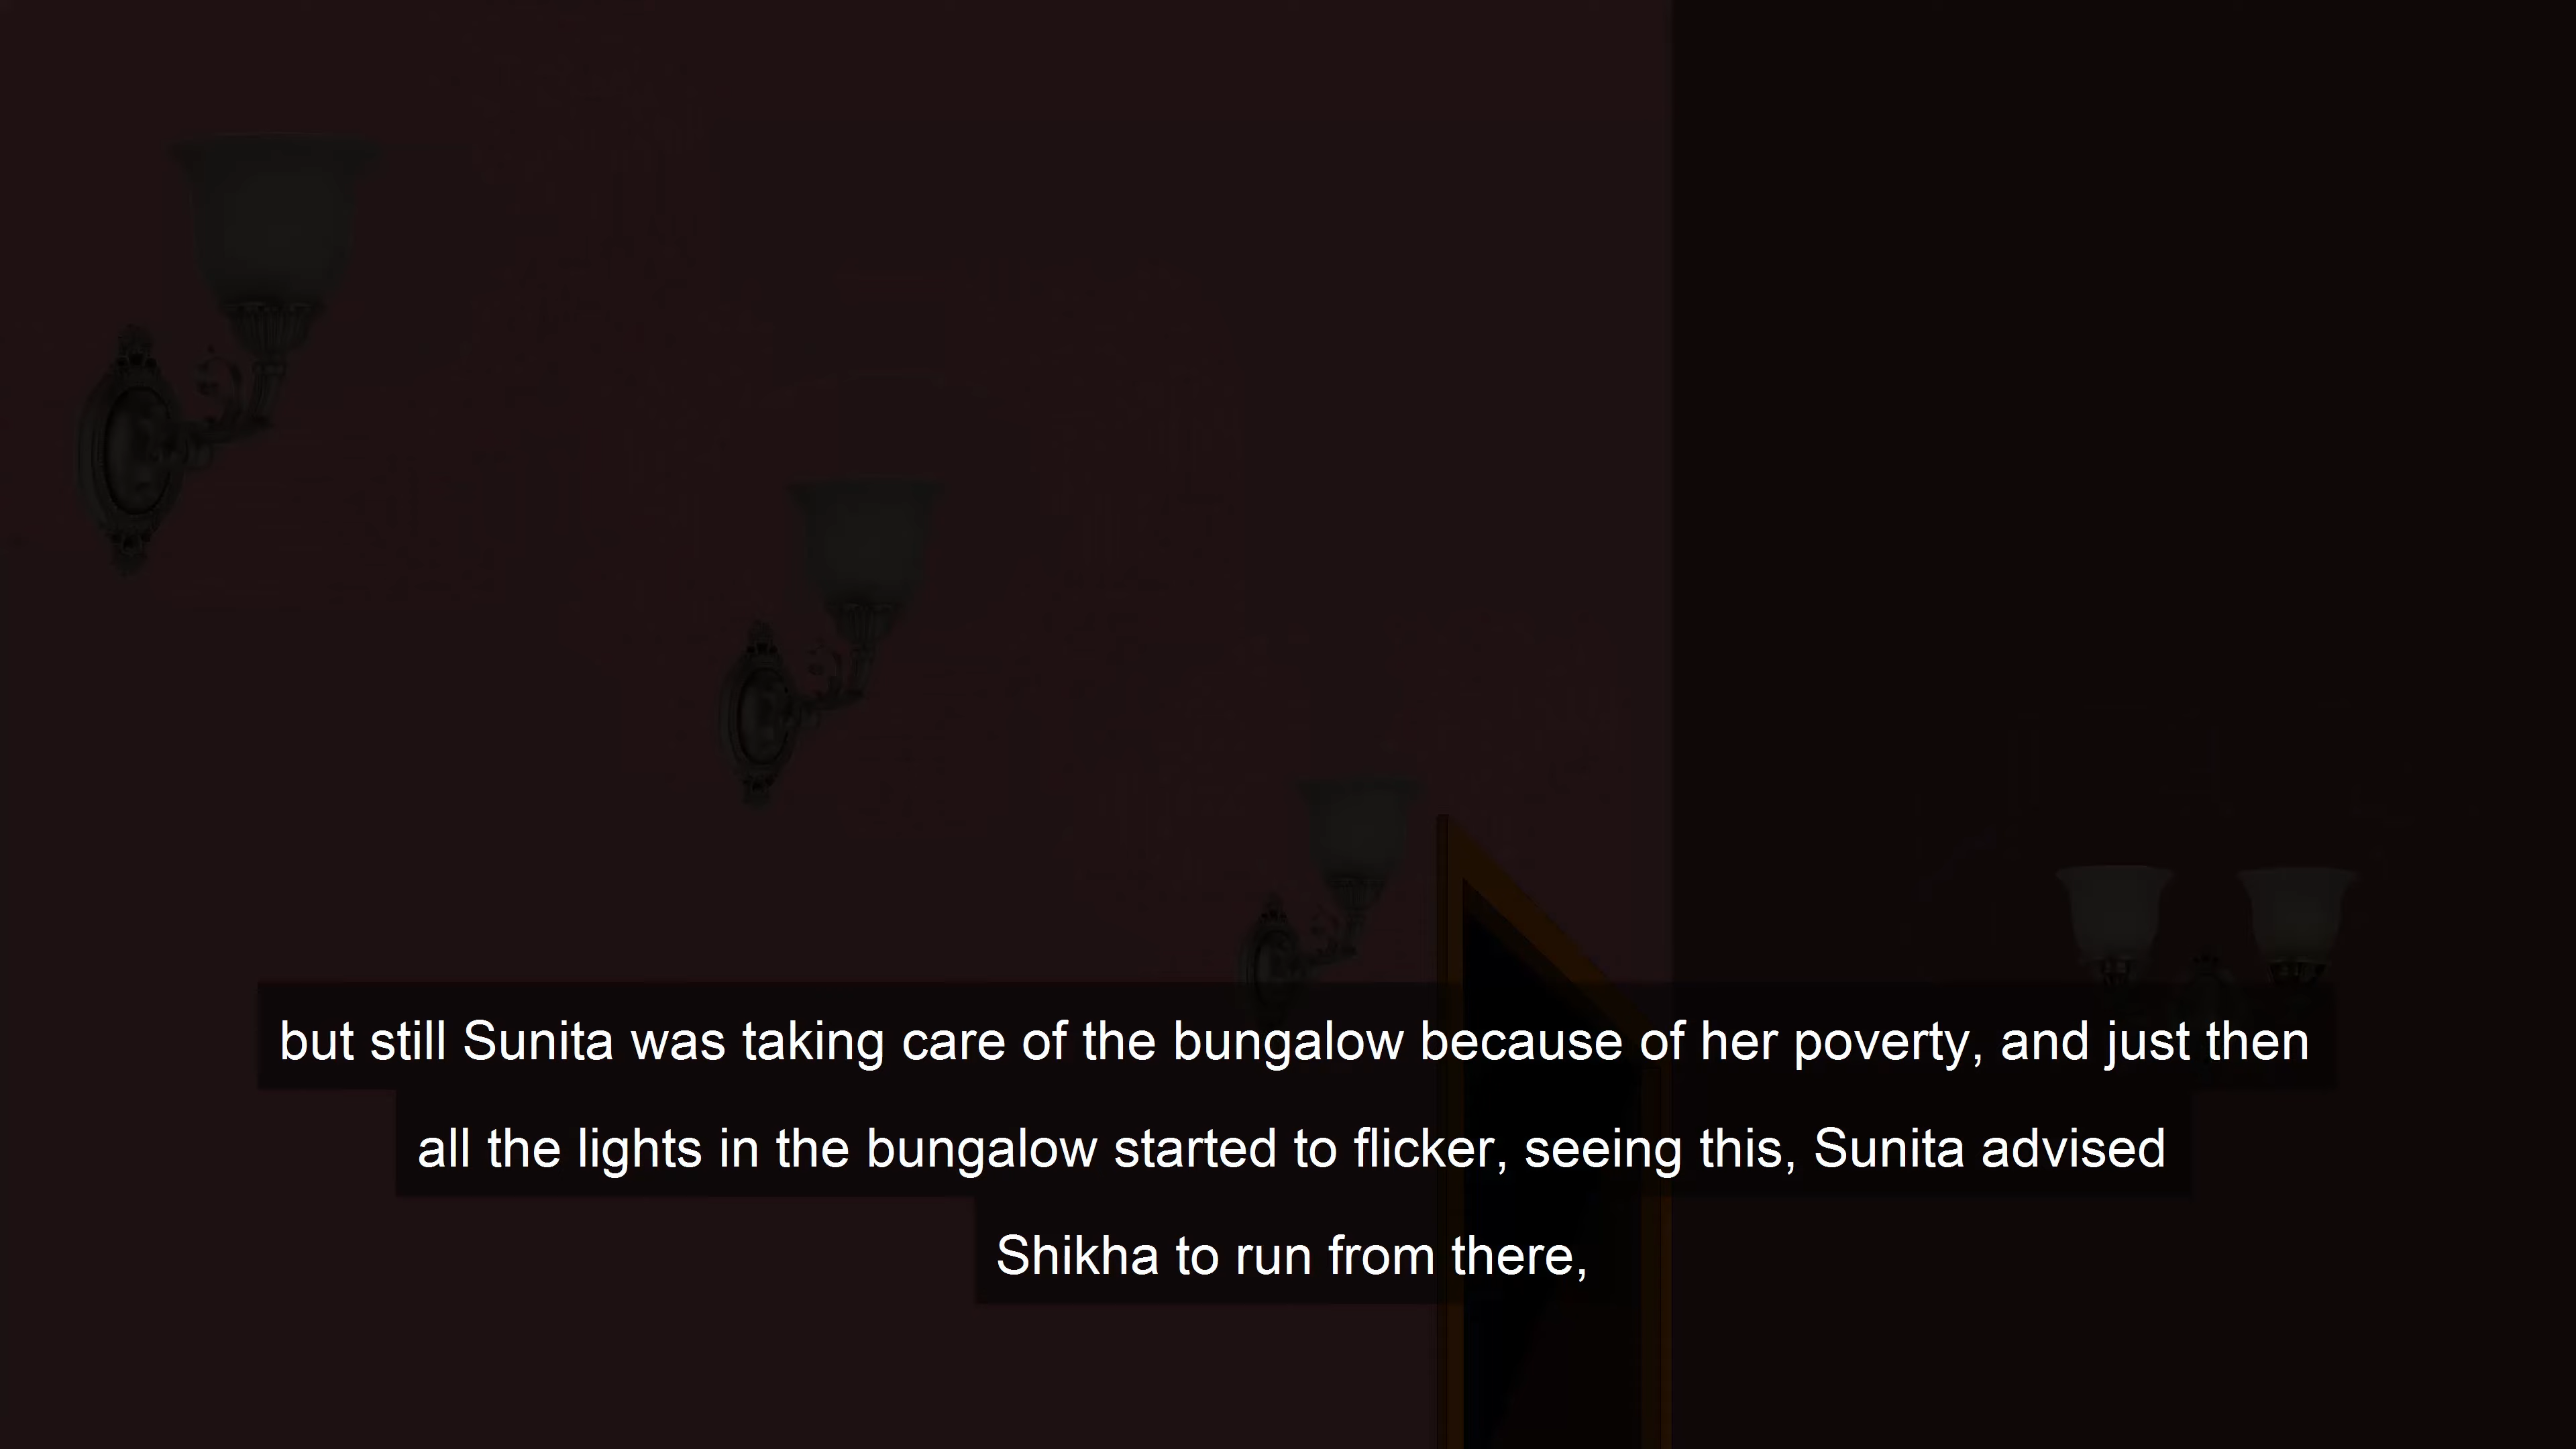 but still Sunita was taking care of the bungalow because of her poverty, and just then
all the lights in the bungalow started to flicker, seeing this, Sunita advised
Shikha to run from there,